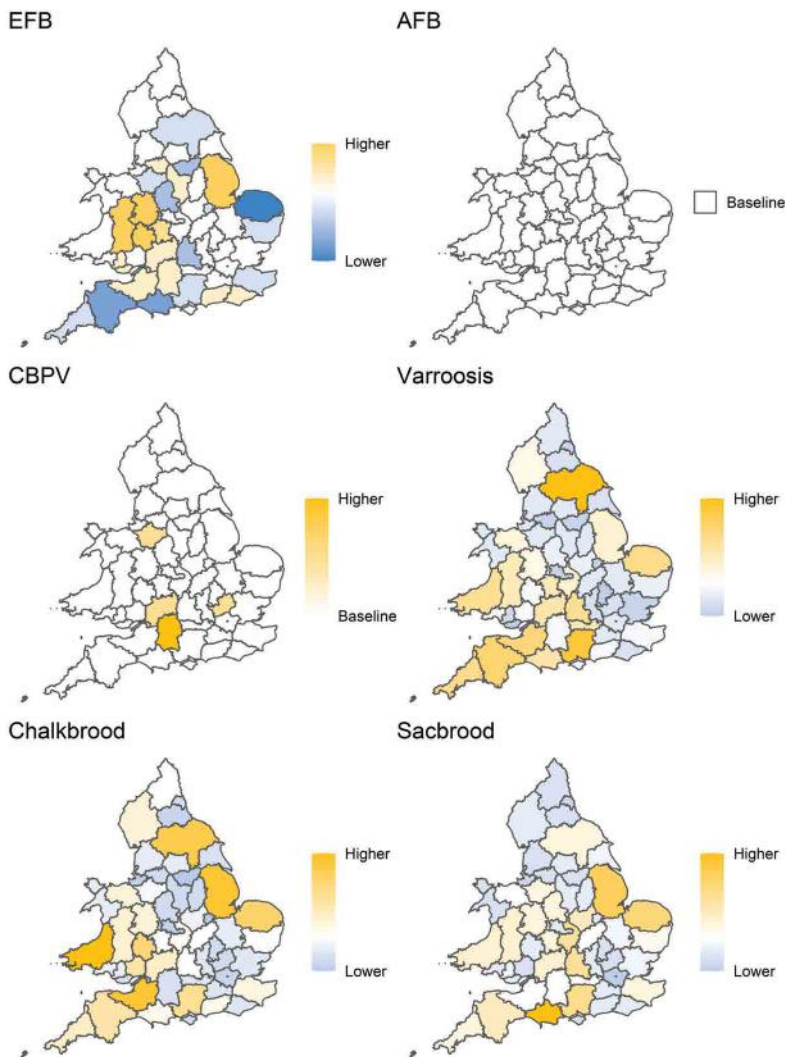 EFB
Higher
Lower
AFB
Baseline
CBPV
Higher
Baseline
Varroosis
Higher
Lower
Chalkbrood
Higher
Lower
Sacbrood
Higher
Lower